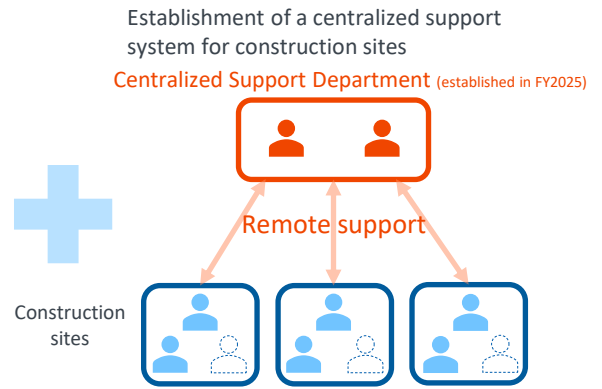 Establishment of a centralized support
system for construction sites
Centralized Support Department (established in FY2025)
Remote support
Construction
sites